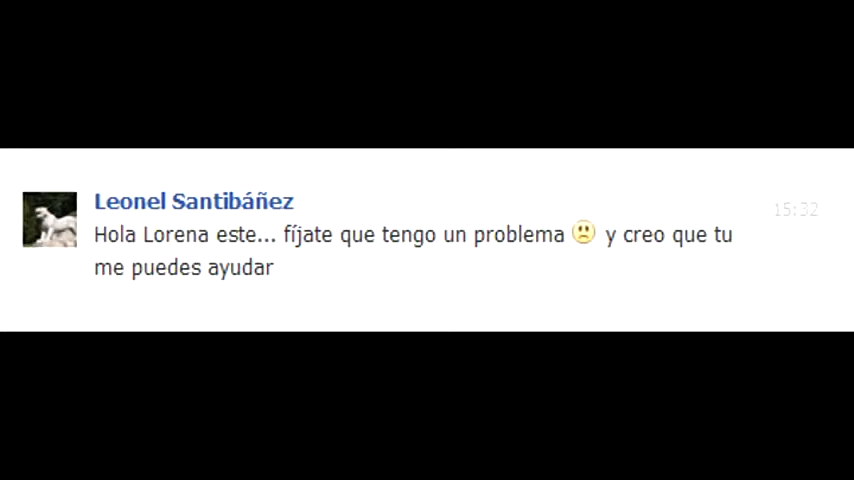 Leonel Santibáñez
15:32
Hola Lorena este... fíjate que tengo un problema y creo que tu
me puedes ayudar